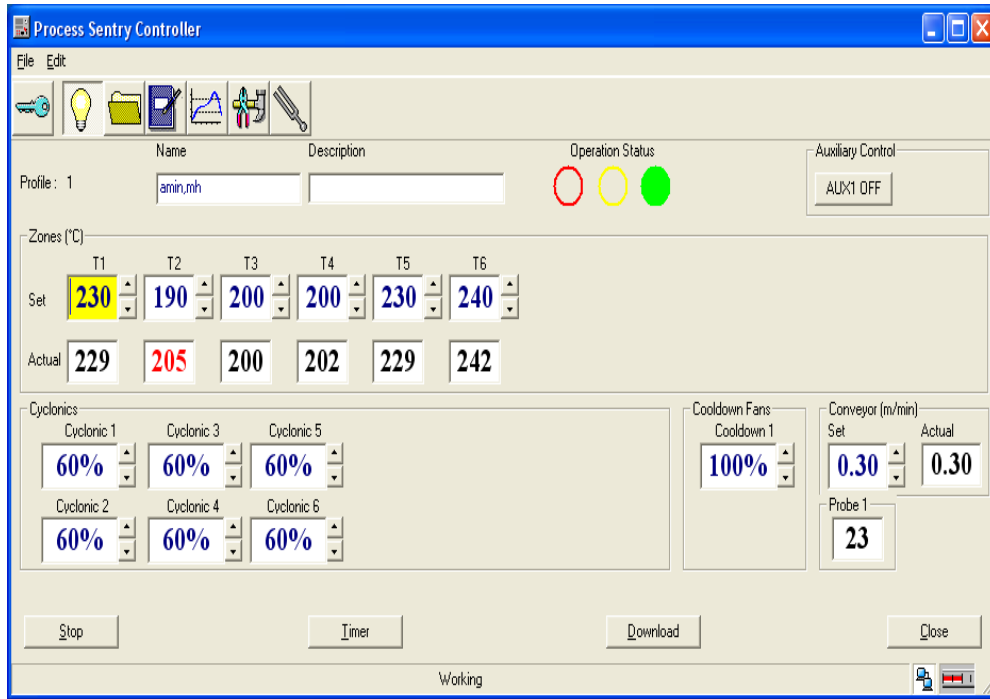 Process Sentry Controller
File Edit
Name Description Operation Status Auxiliary Control
Profile : 1 amin,mh AUX1 OFF
Zones (°C)
T1 T2 T3 T4 T5 T6
Set 230 190 200 200 230 240
Actual 229 205 200 202 229 242
Cyclonics Cooldown Fans Conveyor (m/min)
Cyclonic 1 Cyclonic 3 Cyclonic 5 Cooldown 1 Set Actual
60% 60% 60% 100% 0.30 0.30
Cyclonic 2 Cyclonic 4 Cyclonic 6 Probe 1
60% 60% 60% 23
Stop Timer Download Close
Working